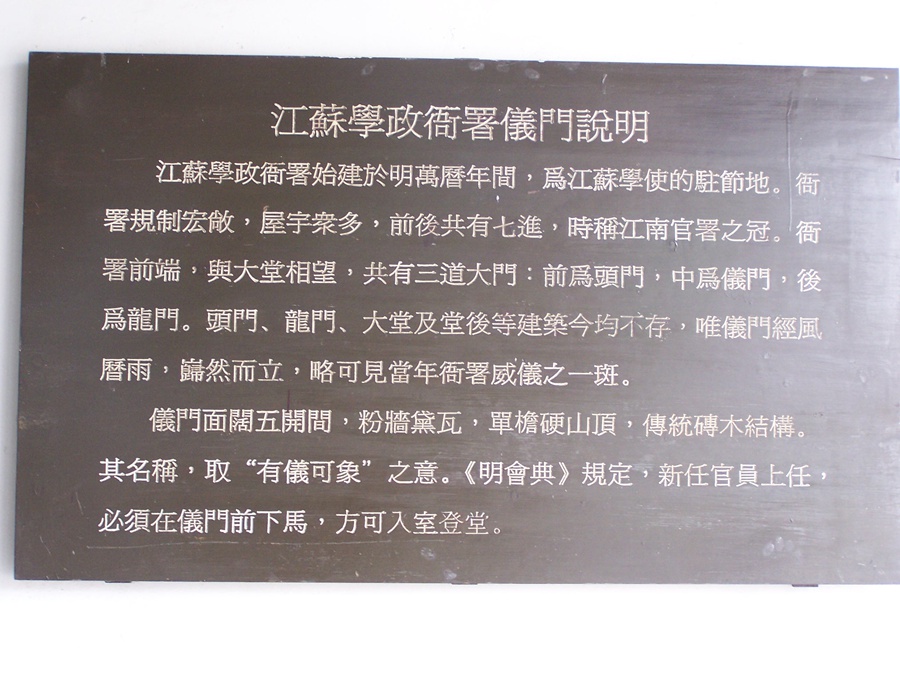 江蘇學政衙署儀門說明
江蘇學政衙署始建於明萬曆年間，爲江蘇學使的駐節地。衙
署規制宏敞，屋宇衆多，前後共有七進，時稱江南官署之冠。衙
署前端，與大堂相望，共有三道大門：前爲頭門，中爲儀門，後
爲龍門。頭門、龍門、大堂及堂後等建築今均不存，唯儀門經風
曆雨，巋然而立，略可見當年衙署威儀之一斑。
儀門面闊五開間，粉牆黛瓦，單檐硬山頂，傳統磚木結構。
其名稱，取“有儀可象”之意。《明會典》規定，新任官員上任，
必須在儀門前下馬，方可入室登堂。